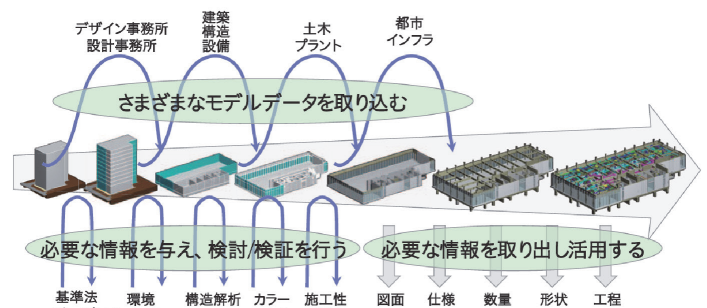 デザイン事務所
設計事務所
建築
構造
設備
土木
プラント
都市
インフラ
さまざまなモデルデータを取り込む
必要な情報を与え、検討/検証を行う
必要な情報を取り出し活用する
基準法
環境
構造解析
カラー
施工性
図面
仕様
数量
形状
工程